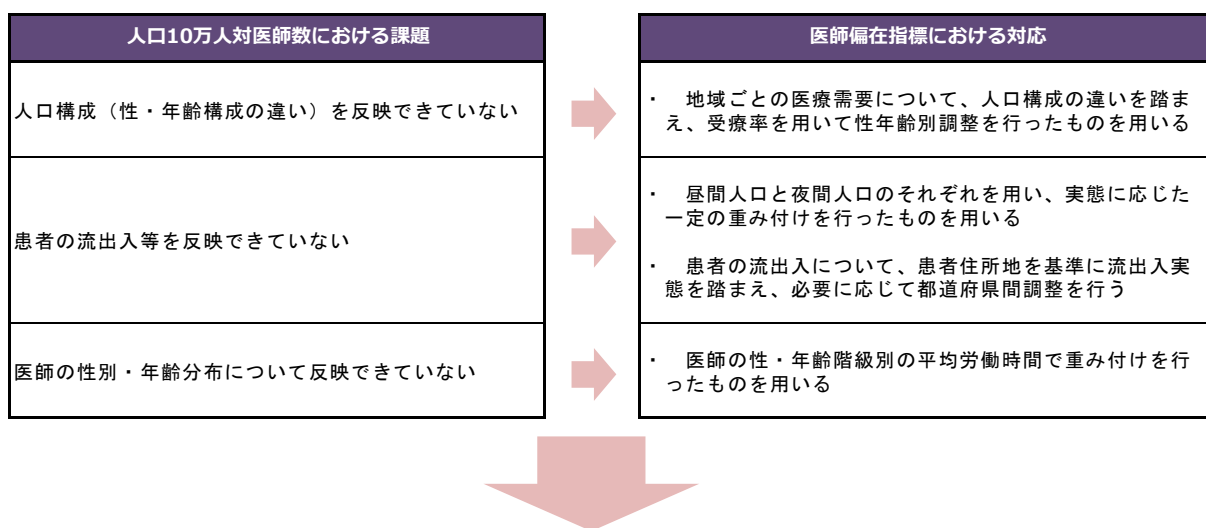 人口10万人対医師数における課題
医師偏在指標における対応
人口構成（性・年齢構成の違い）を反映できていない
・　地域ごとの医療需要について、人口構成の違いを踏ま
え、受療率を用いて性年齢別調整を行ったものを用いる
患者の流出入等を反映できていない
・　昼間人口と夜間人口のそれぞれを用い、実態に応じた
一定の重み付けを行ったものを用いる
・　患者の流出入について、患者住所地を基準に流出入実
態を踏まえ、必要に応じて都道府県間調整を行う
医師の性別・年齢分布について反映できていない
・　医師の性・年齢階級別の平均労働時間で重み付けを行
ったものを用いる